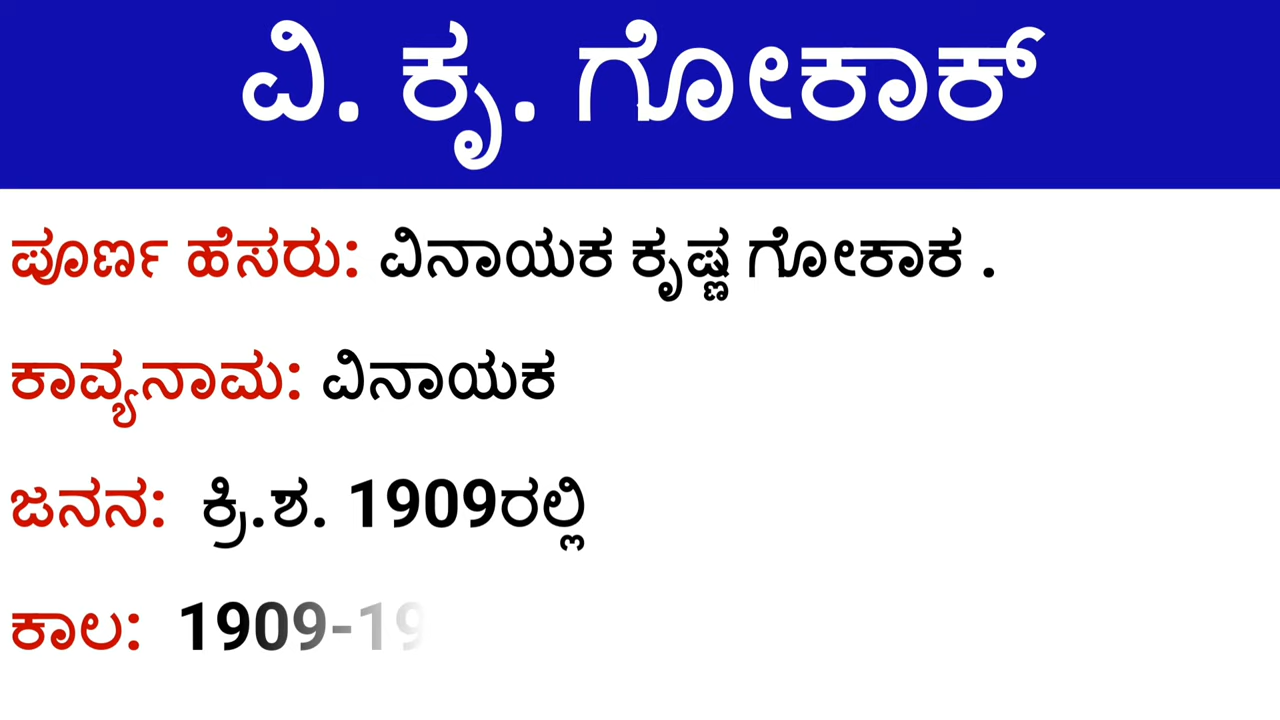 ವಿ. ಕೃ. ಗೋಕಾಕ್
ಪೂರ್ಣ ಹೆಸರು: ವಿನಾಯಕ ಕೃಷ್ಣ ಗೋಕಾಕ .
ಕಾವ್ಯನಾಮ: ವಿನಾಯಕ
ಜನನ: ಕ್ರಿ.ಶ. 1909ರಲ್ಲಿ
ಕಾಲ: 1909-19